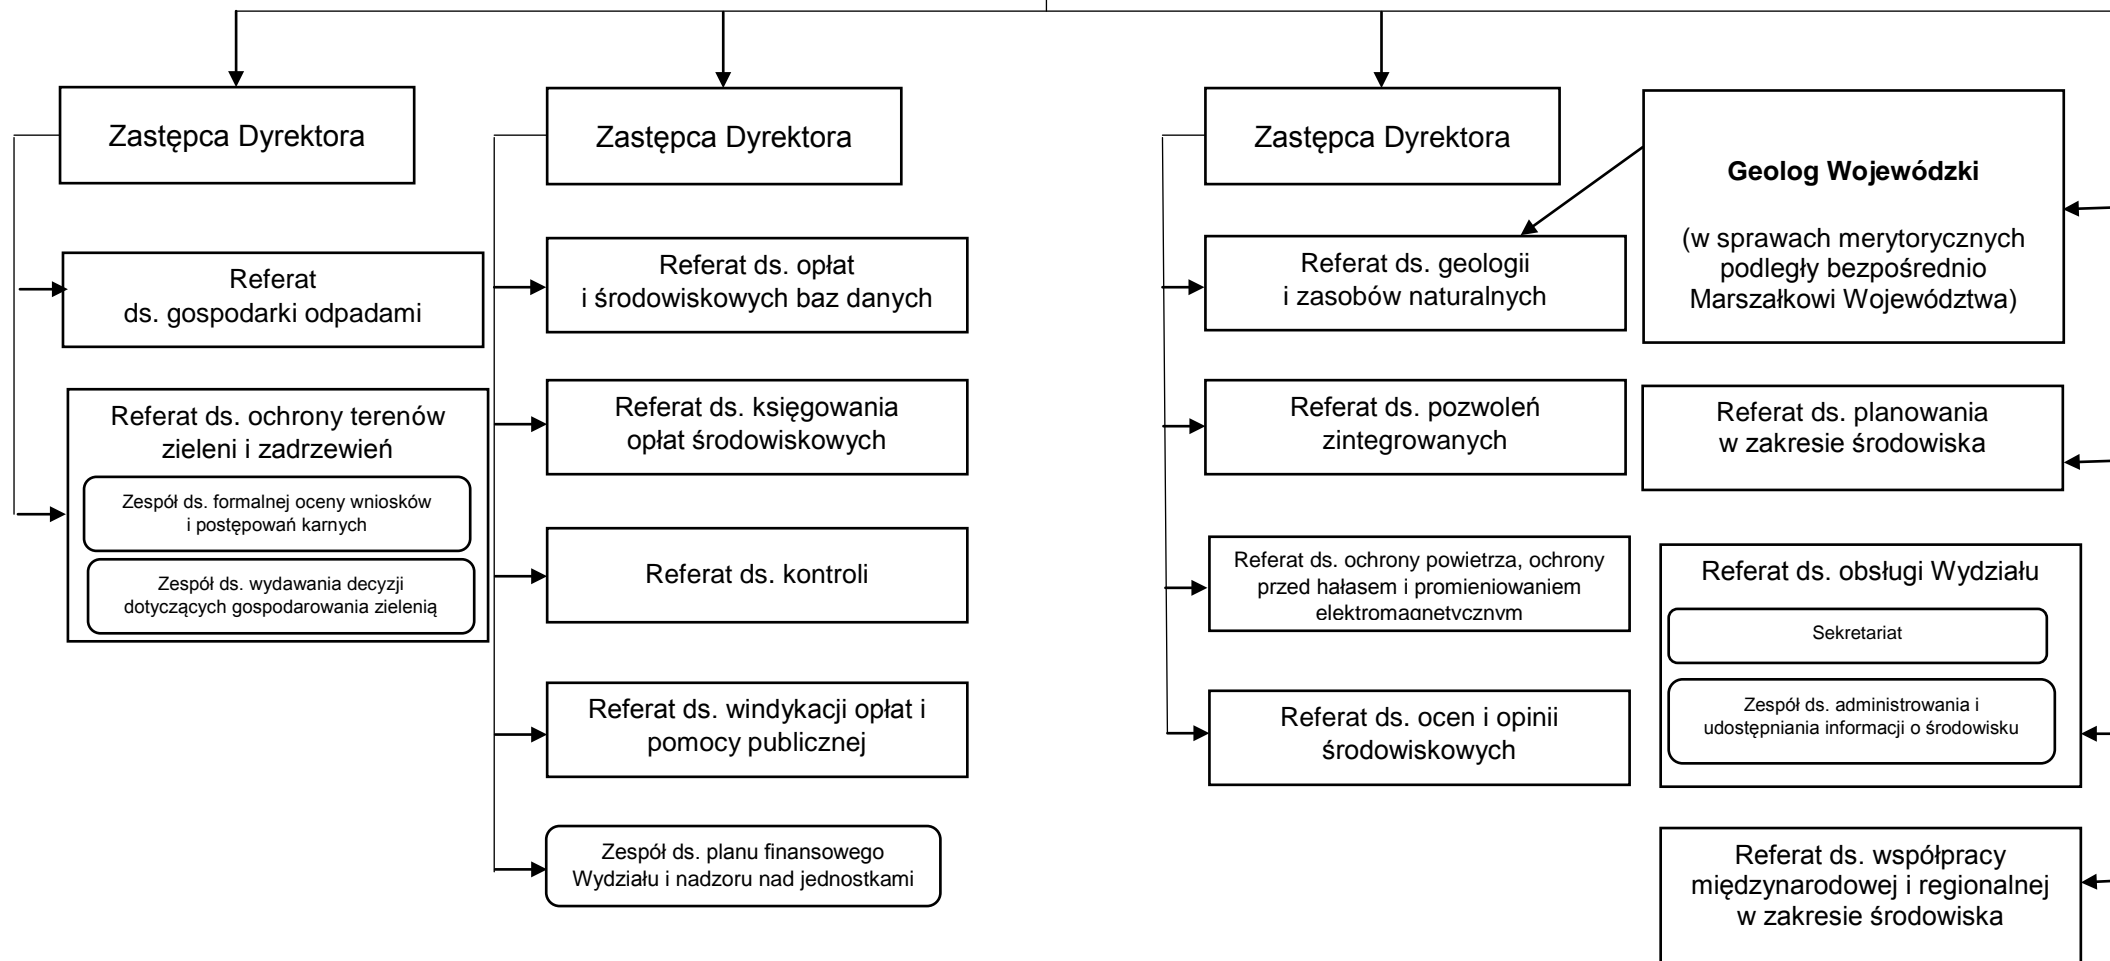 Zastępca Dyrektora
Referat
ds. gospodarki odpadami
Referat ds. ochrony terenów
zieleni i zadrzewień
Zespół ds. formalnej oceny wniosków
i postępowań karnych
Zespół ds. wydawania decyzji
dotyczących gospodarowania zielenią
Zastępca Dyrektora
Referat ds. opłat
i środowiskowych baz danych
Referat ds. księgowania
opłat środowiskowych
Referat ds. kontroli
Referat ds. windykacji opłat i
pomocy publicznej
Zespół ds. planu finansowego
Wydziału i nadzoru nad jednostkami
Zastępca Dyrektora
Referat ds. geologii
i zasobów naturalnych
Referat ds. pozwoleń
zintegrowanych
Referat ds. ochrony powietrza, ochrony
przed hałasem i promieniowaniem
elektromagnetycznym
Referat ds. ocen i opinii
środowiskowych
Geolog Wojewódzki
(w sprawach merytorycznych
podległy bezpośrednio
Marszałkowi Województwa)
Referat ds. planowania
w zakresie środowiska
Referat ds. obsługi Wydziału
Sekretariat
Zespół ds. administrowania i
udostępniania informacji o środowisku
Referat ds. współpracy
międzynarodowej i regionalnej
w zakresie środowiska